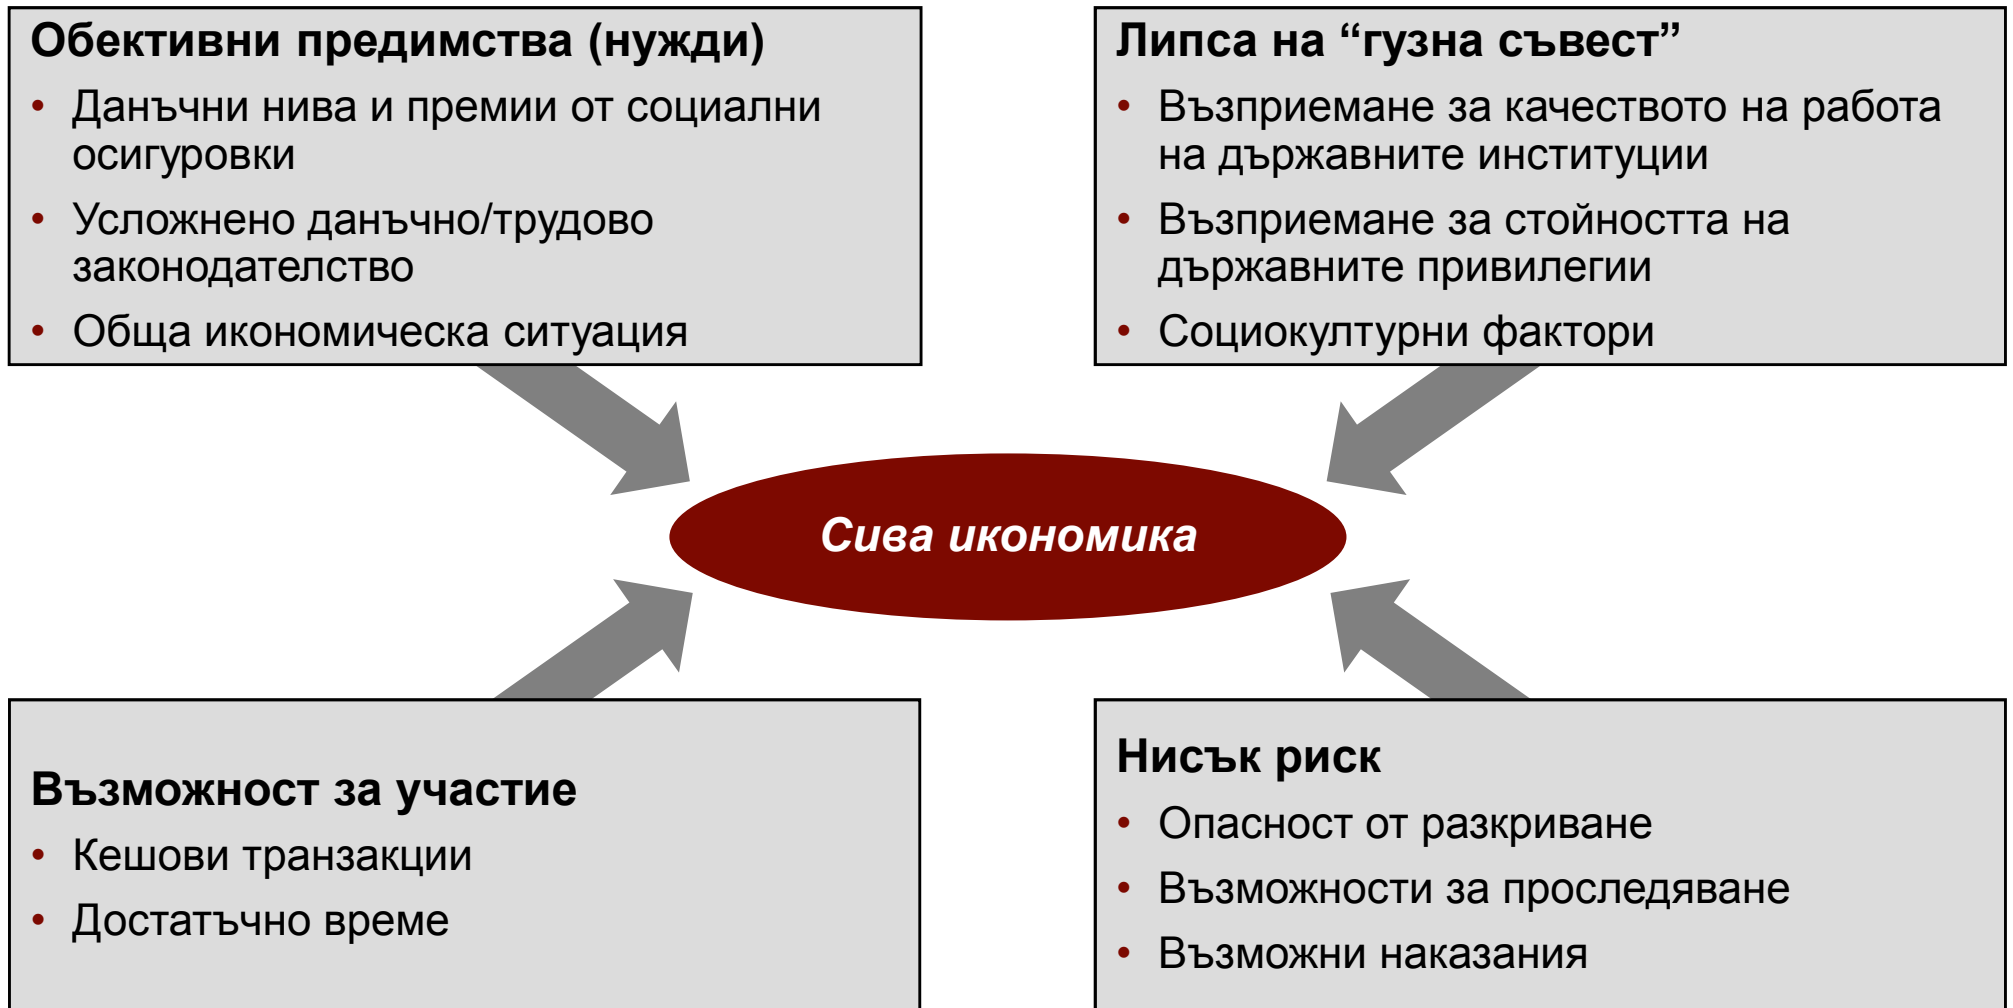 Обективни предимства (нужди)
• Данъчни нива и премии от социални
осигуровки
• Усложнено данъчно/трудово
законодателство
• Обща икономическа ситуация
Липса на “гузна съвест”
• Възприемане за качеството на работа
на държавните институции
• Възприемане за стойността на
държавните привилегии
• Социокултурни фактори
Сива икономика
Възможност за участие
• Кешови транзакции
• Достатъчно време
Нисък риск
• Опасност от разкриване
• Възможности за проследяване
• Възможни наказания